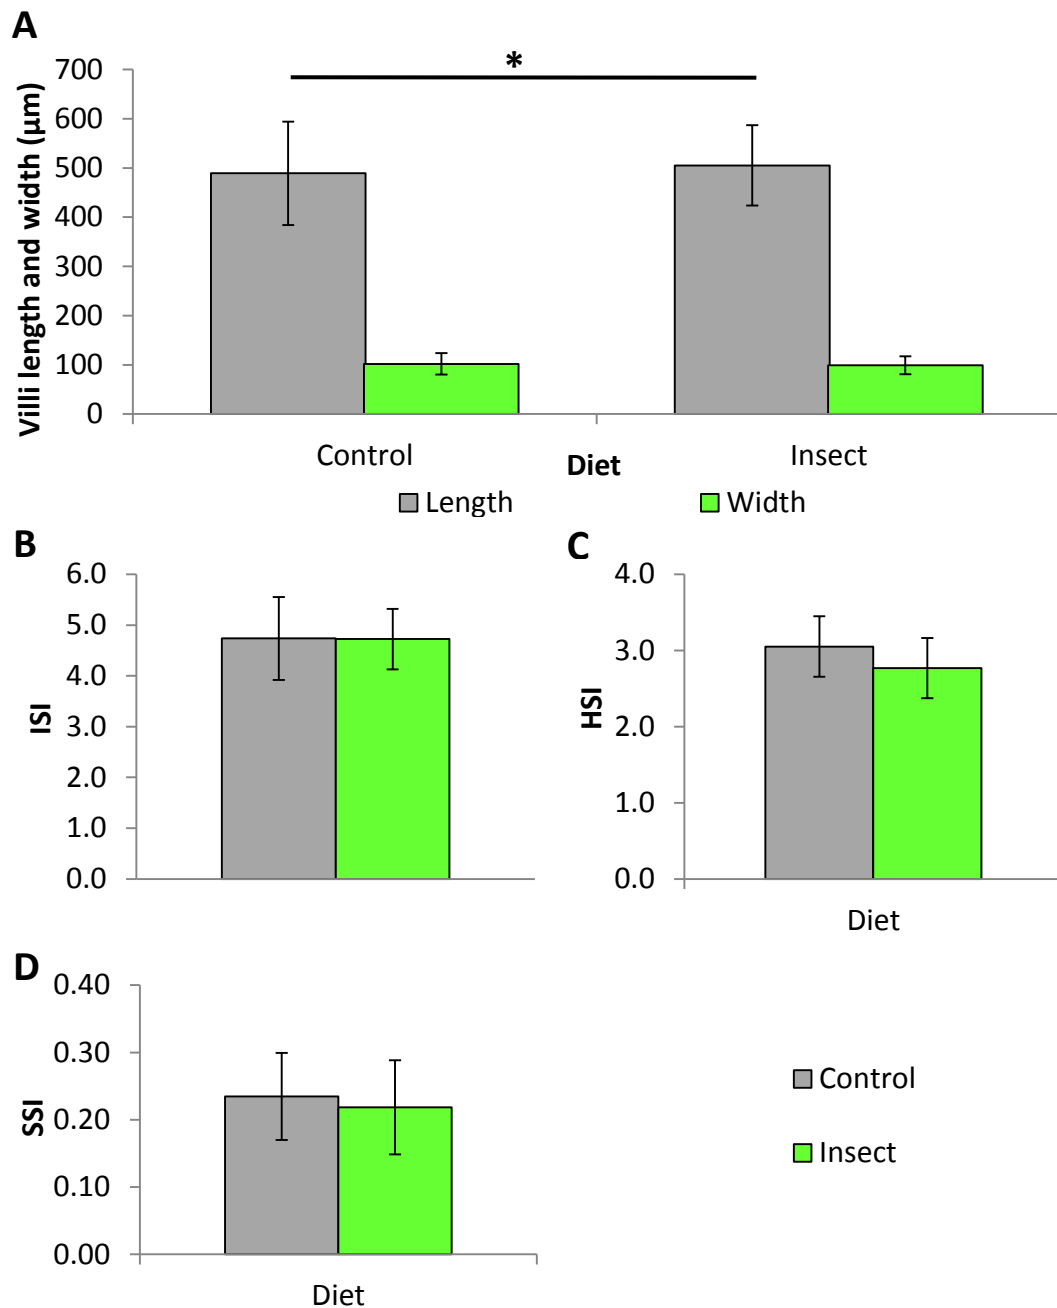 A
*
Villi length and width (µm)
700
600
500
400
300
200
100
0
Control
Insect
Diet
Length
Width
B
ISI
6.0
5.0
4.0
3.0
2.0
1.0
0.0
C
HSI
4.0
3.0
2.0
1.0
0.0
Diet
D
SSI
0.40
0.30
0.20
0.10
0.00
Diet
Control
Insect